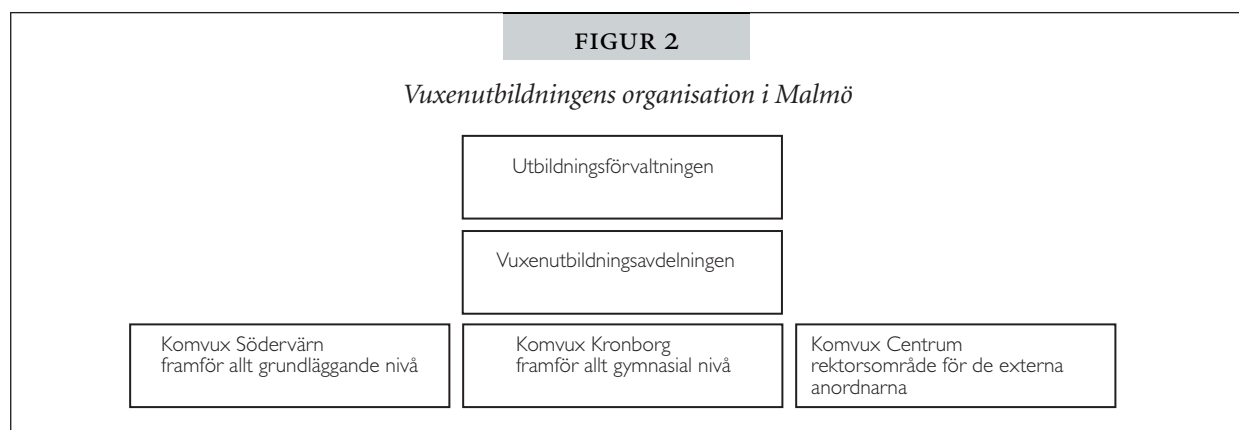 FIGUR 2
Vuxenutbildningens organisation i Malmö
Utbildningsförvaltningen
Vuxenutbildningsavdelningen
Komvux Södervärn
framför allt grundläggande nivå
Komvux Kronborg
framför allt gymnasial nivå
Komvux Centrum
rektorsområde för de externa
anordnarna